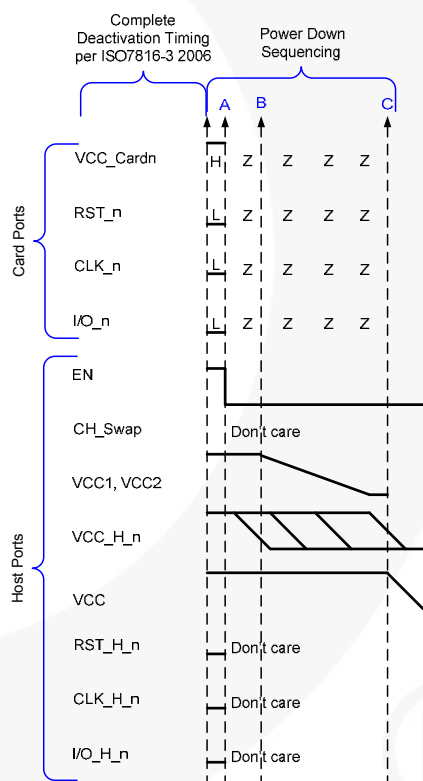 Complete
Deactivation Timing
per ISO7816-3 2006
Power Down
Sequencing
A B C
Card Ports
VCC_Cardn H Z Z Z Z
RST_n L Z Z Z Z
CLK_n L Z Z Z Z
I/O_n L Z Z Z Z
Host Ports
EN
CH_Swap Don't care
VCC1, VCC2
VCC_H_n
VCC
RST_H_n Don't care
CLK_H_n Don't care
I/O_H_n Don't care